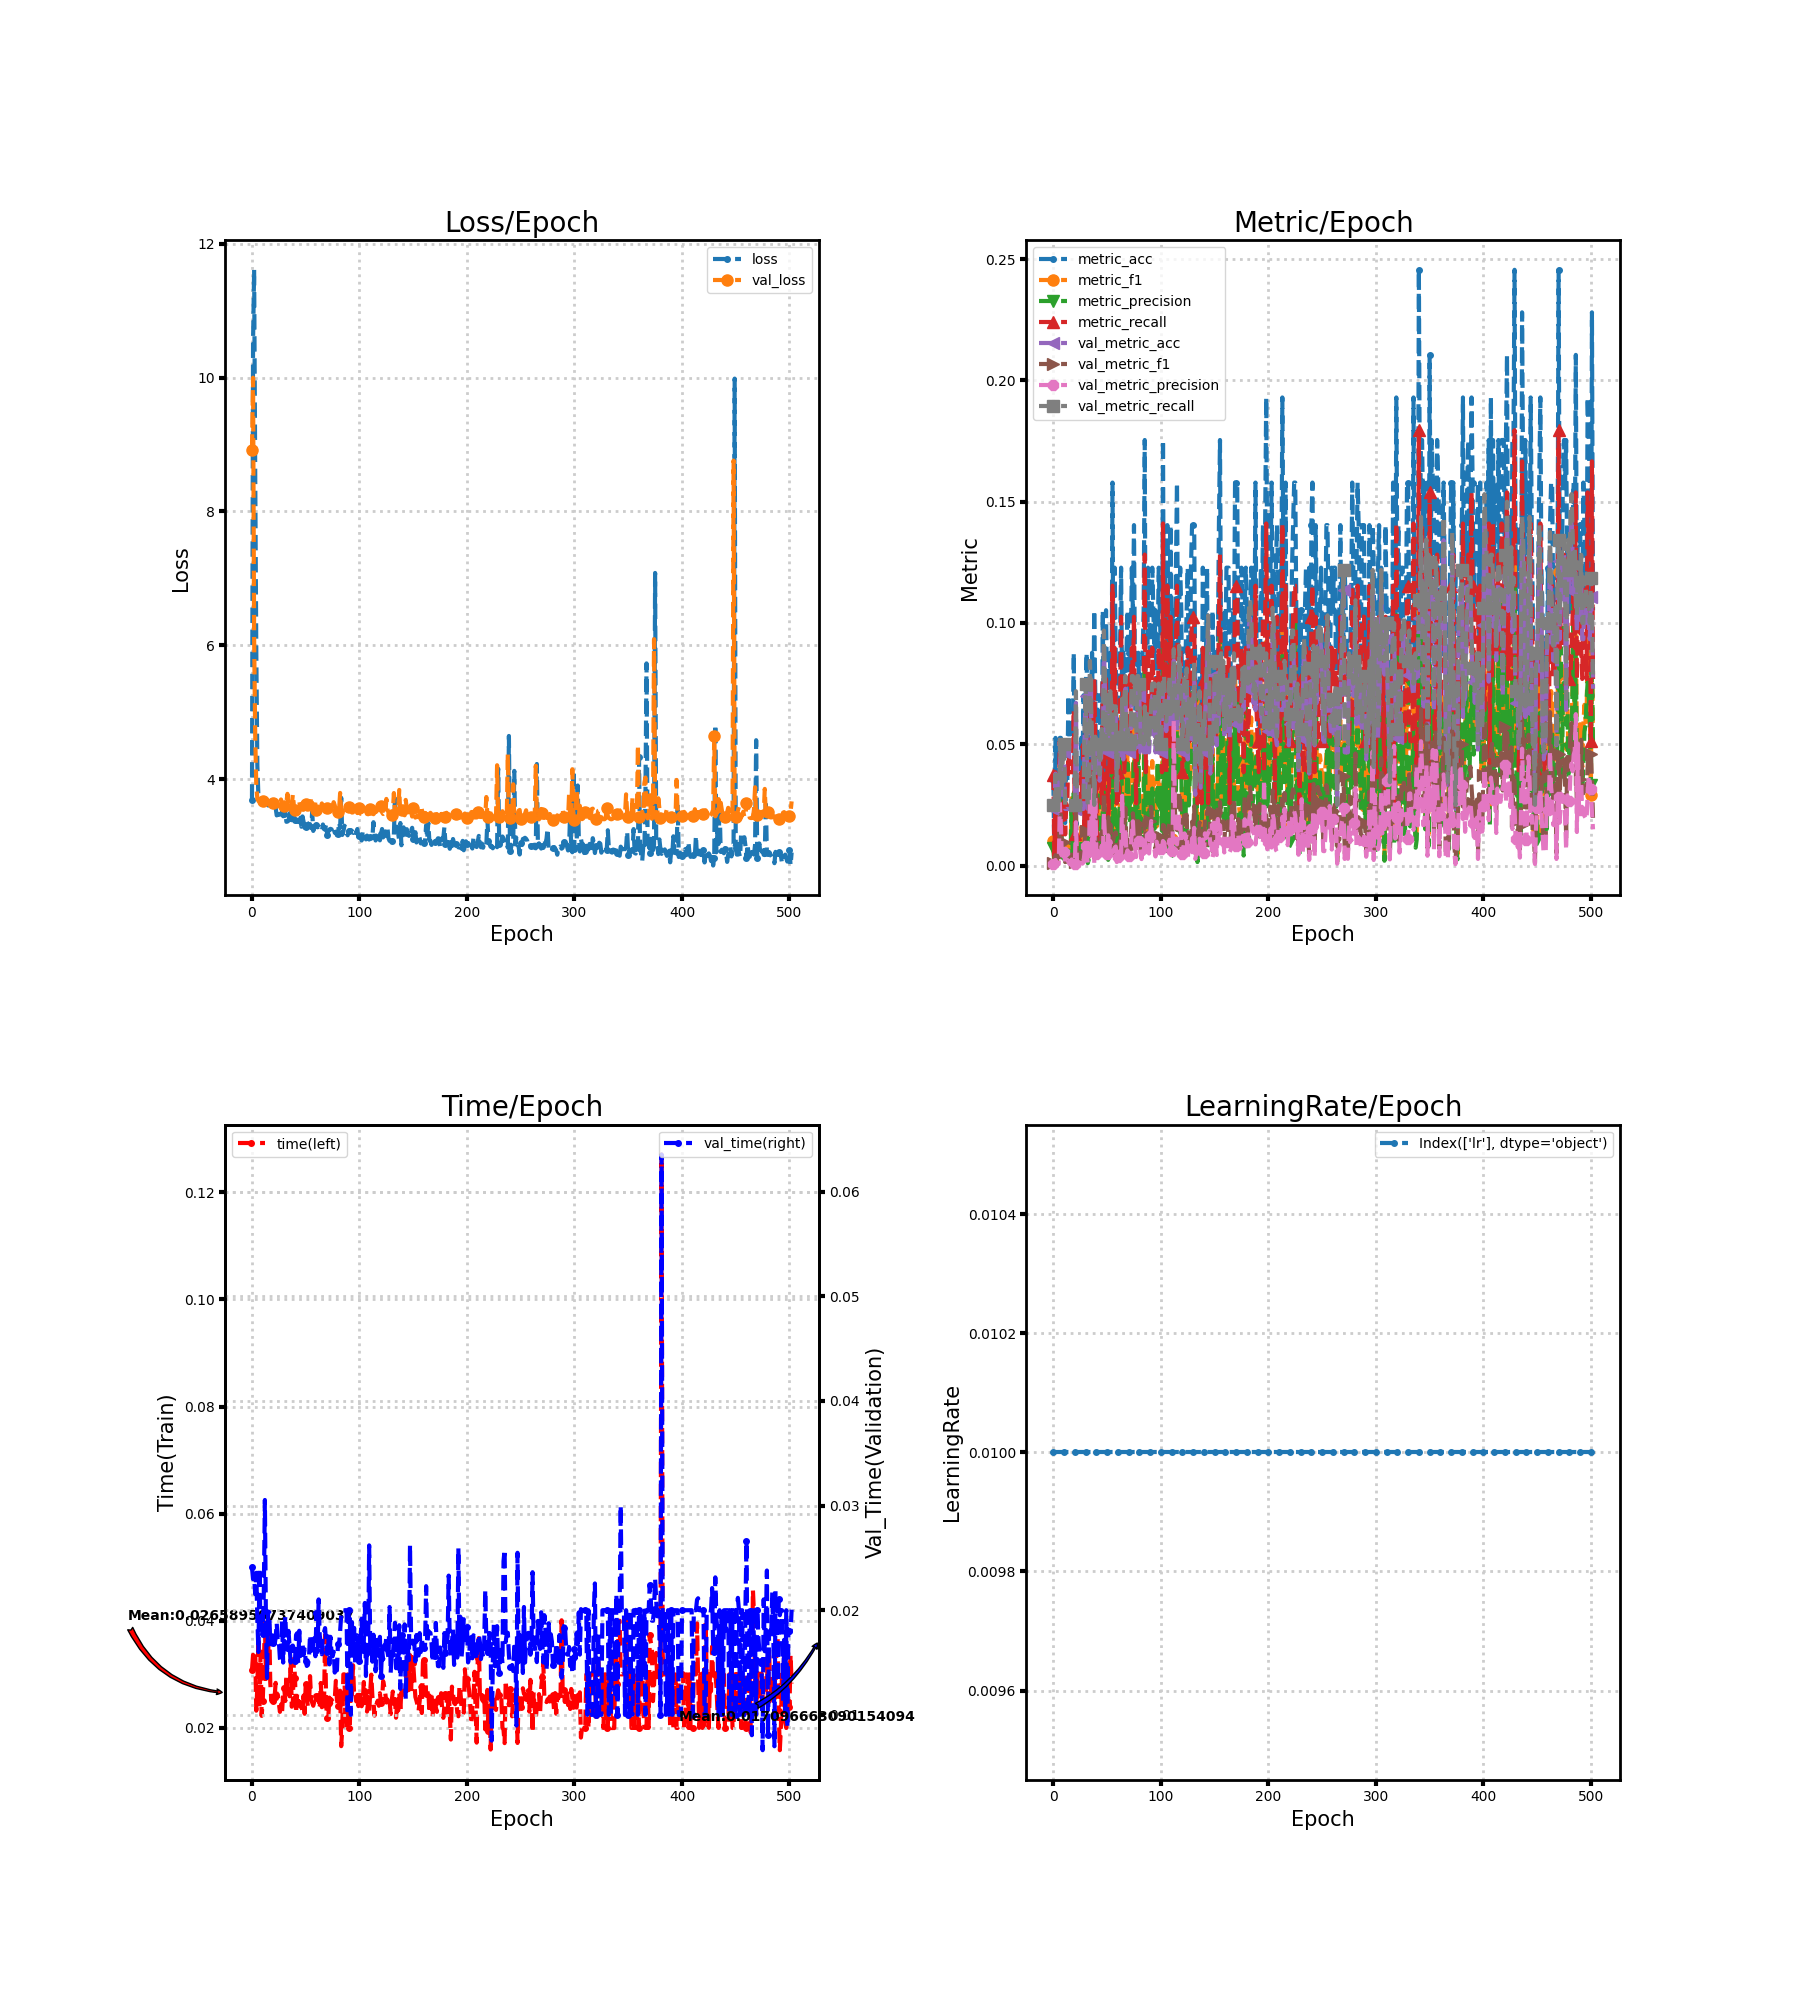 Loss/Epoch
12
10
8
6
4
0 100 200 300 400 500
Loss
Epoch
loss
val_loss
Metric/Epoch
0.25
0.20
0.15
0.10
0.05
0.00
0 100 200 300 400 500
Metric
Epoch
metric_acc
metric_f1
metric_precision
metric_recall
val_metric_acc
val_metric_f1
val_metric_precision
val_metric_recall
Time/Epoch
time(left)
val_time(right)
0.12
0.10
0.08
0.06
0.04
0.02
0.06
0.05
0.04
0.03
0.02
0.01
Time(Train)
Val_Time(Validation)
0 100 200 300 400 500
Epoch
LearningRate/Epoch
Index(['lr'], dtype='object')
0.0104
0.0102
0.0100
0.0098
0.0096
LearningRate
0 100 200 300 400 500
Epoch